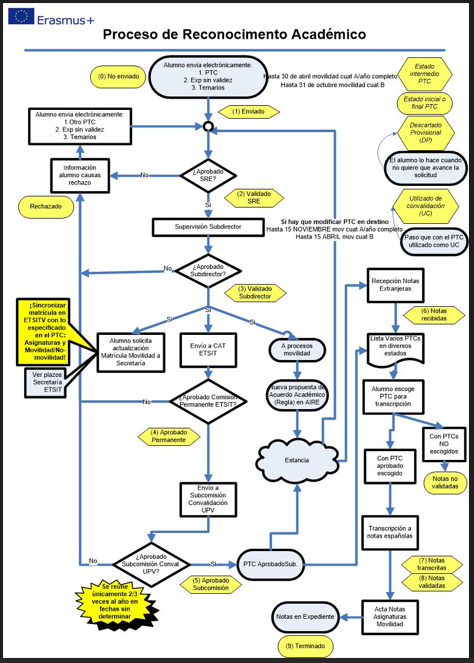 Erasmus+
Proceso de Reconocimento Académico
(0) No enviado
Alumno envia electrónicamente:
1. PTC
2. Exp sin validez
3. Temarios
Hasta 30 de abril movilidad cuat A/año completo
Hasta 31 de octubre movilidad cuat B
Estado
intermedio
PTC
Estado inicial o
final PTC
Descartado
Provisional
(DP)
El alumno lo hace cuando
no quiere que avance la
solicitud
Utilizado de
convalidación
(UC)
Paso que con el PTC
utilizado como UC
Alumno envia electrónicamente:
1.Otro PTC
2. Exp sin validez
3. Temarios
(1) Enviado
Información
alumno causas
rechazo
No
¿Aprobado
SRE?
Rechazado
(2) Validado
SRE
Si
Supervisión Subdirector
Si hay que modificar PTC en destino
Hasta 15 NOVIEMBRE mov cuat A/año completo
Hasta 15 ABRIL mov cuat B
No
¿Aprobado
Subdirector?
(3) Validado
Subdirector
Recepción Notas
Extranjeras
(6) Notas
recibidas
¡Sincronizar
matrícula en
ETSITV con lo
especificado
en el PTC:
Asignaturas y
Movilidad/No-
movilidad!
Ver plazos
Secretaría
ETSIT
Si
Si
Si
Alumno solicita
actualización
Matrícula Movilidad a
Secretaría
Envío a CAT
ETSIT
A procesos
movilidad
Lista Varios PTCs
en diversos
estados
Nueva propuesta de
Acuerdo Académico
(Regla) en AIRE
Alumno escoge
PTC para
transcripción
No
¿Aprobado Comisión
Permanente ETSIT?
(4) Aprobado
Permanente
Estancia
Con PTC
aprobado
escogido
Con PTCs
NO
escogidos
Notas no
validadas
Envío a
Subcomisión
Convalidación
UPV
Transcripción a
notas españolas
No
¿Aprobado
Subcomisión Conval.
UPV?
Si
PTC AprobadoSub.
(5) Aprobado
Subcomisión
(7) Notas
transcritas
(8) Notas
validadas
Se reúne
únicamente 2/3
veces al año en
fechas sin
determinar
Notas en Expediente
Acta Notas
Asignaturas
Movilidad
(9) Terminado